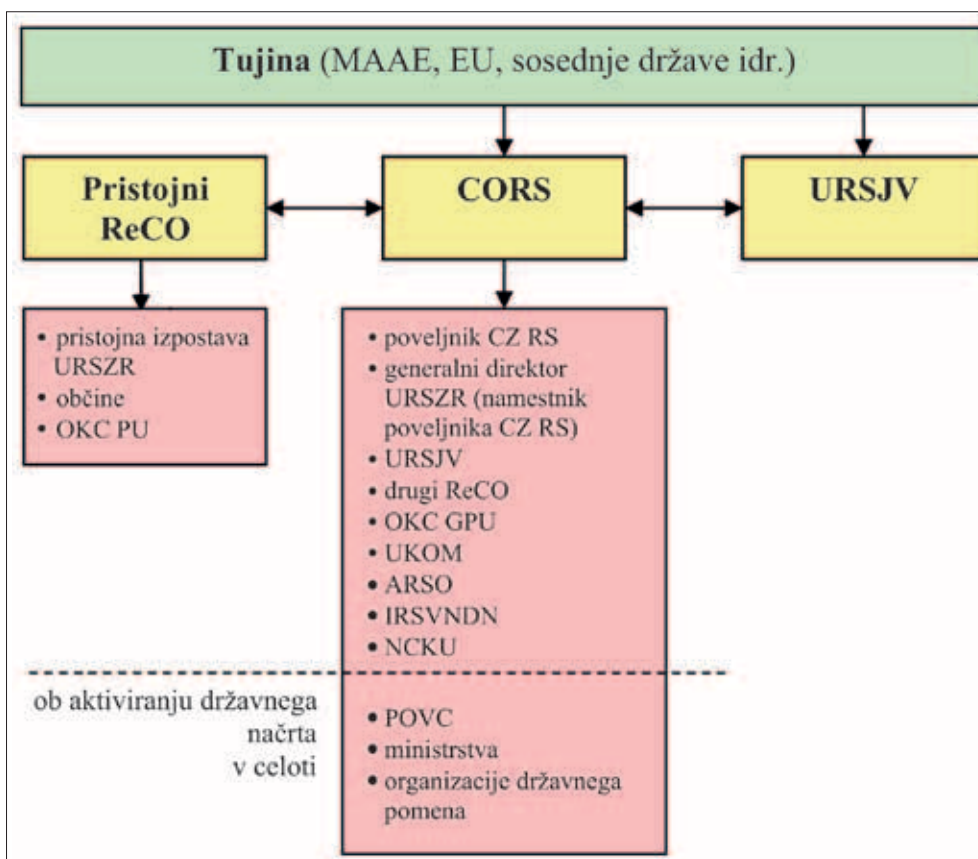 Tujina (MAAE, EU, sosednje države idr.)
Pristojni
ReCO
CORS
URSJV
• pristojna izpostava
URSZR
• občine
• OKC PU
• poveljnik CZ RS
• generalni direktor
URSZR (namestnik
poveljnika CZ RS)
• URSJV
• drugi ReCO
• OKC GPU
• UKOM
• ARSO
• IRSVNDN
• NCKU
ob aktiviranju državnega
načrta
v celoti
• POVC
• ministrstva
• organizacije državnega
pomena